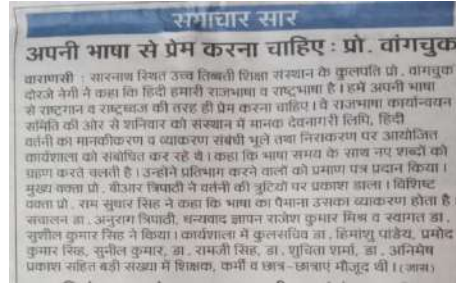 समाचार सार
अपनी भाषा से प्रेम करना चाहिए : प्रो. वांगचुक
वाराणसी : सारनाथ स्थित उच्च तिब्बती शिक्षा संस्थान के कुलपति प्रो. वांगचुक
दोरजे नेगी ने कहा कि हिंदी हमारी राजभाषा व राष्ट्रभाषा है। हमें अपनी भाषा
से राष्ट्रगान व राष्ट्रध्वज की तरह ही प्रेम करना चाहिए। वे राजभाषा कार्यान्वयन
समिति की ओर से शनिवार को संस्थान में मानक देवनागरी लिपि, हिंदी
वर्तनी का मानकीकरण व व्याकरण संबंधी भूलें तथा निराकरण पर आयोजित
कार्यशाला को संबोधित कर रहे थे। कहा कि भाषा समय के साथ नए शब्दों को
ग्रहण करते चलती है। उन्होंने प्रतिभाग करने वालों को प्रमाण पत्र प्रदान किया।
मुख्य वक्ता प्रो. बीआर त्रिपाठी ने वर्तनी की त्रुटियों पर प्रकाश डाला। विशिष्ट
वक्ता प्रो. राम सुधार सिंह ने कहा कि भाषा का पैमाना उसका व्याकरण होता है
संचालन डा. अनुराग त्रिपाठी, धन्यवाद ज्ञापन राजेश कुमार मिश्र व स्वागत डा.
सुशील कुमार सिंह ने किया। कार्यशाला में कुलसचिव डा. हिमांशु पांडेय, प्रमोद
कुमार सिंह, सुनील कुमार, डा. रामजी सिंह, डा. शुचिता शर्मा, डा. अनिमेष
प्रकाश सहित बड़ी संख्या में शिक्षक, कर्मी व छात्र-छात्राएं मौजूद थीं। (जासं)